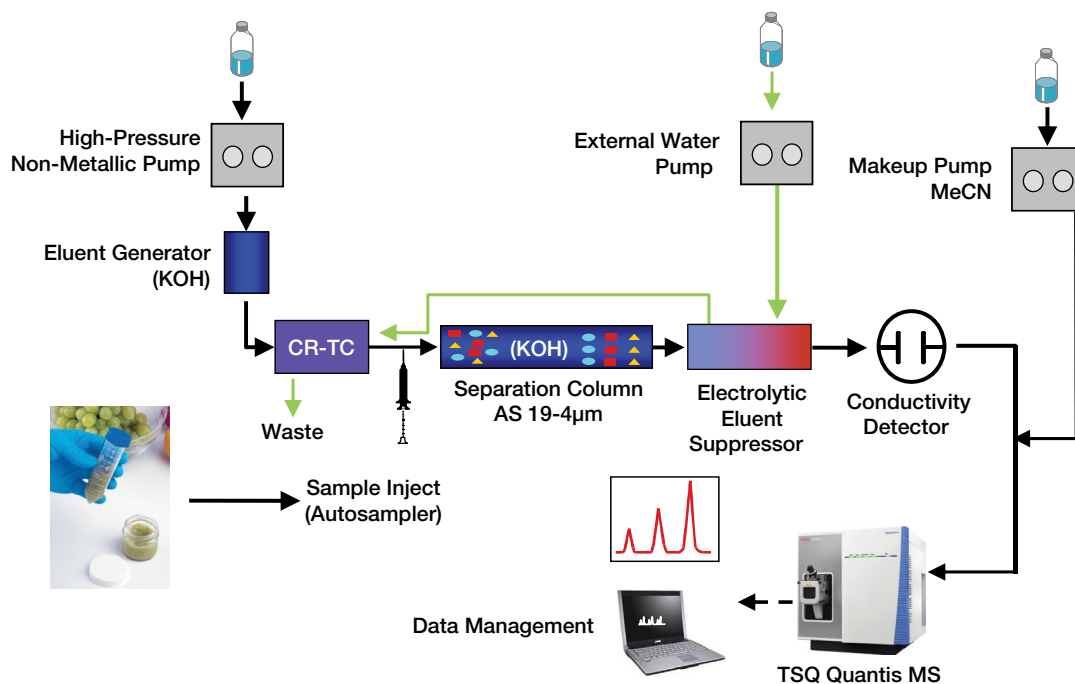 High-Pressure
Non-Metallic Pump
External Water
Pump
Makeup Pump
MeCN
Eluent Generator
(KOH)
CR-TC
(KOH)
Separation Column
AS 19-4µm
Electrolytic
Eluent
Suppressor
Conductivity
Detector
Waste
Sample Inject
(Autosampler)
Data Management
TSQ Quantis MS